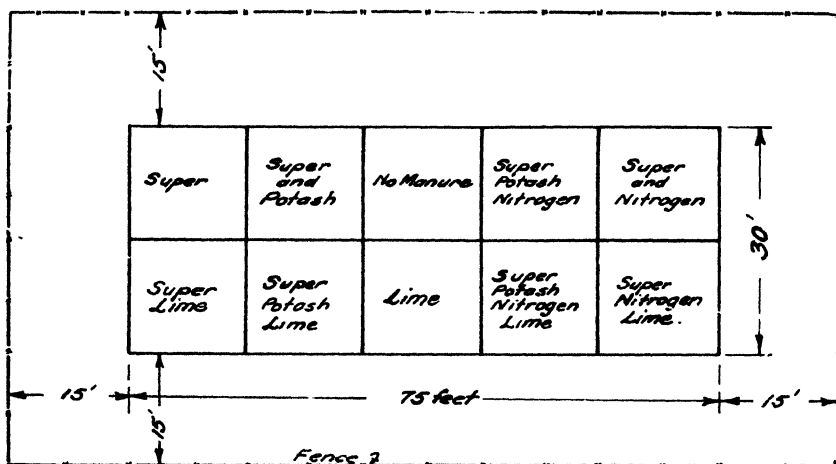 15'
Super
Super
and
Potash
No Manure
Super
Potash
Nitrogen
Super
and
Nitrogen
30'
Super
Lime
Super
Potash
Lime
Lime
Super
Potash
Nitrogen
Lime
Super
Nitrogen
Lime.
15'
75 feet
15'
15'
Fence